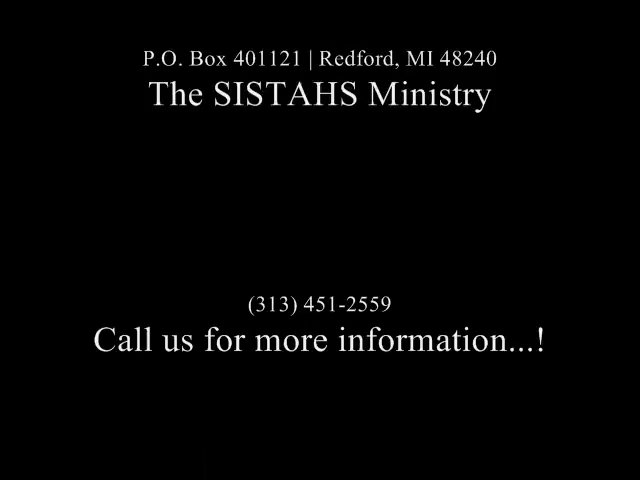 P.O. Box 401121 | Redford, MI 48240
The SISTAHS Ministry
(313) 451-2559
Call us for more information...!